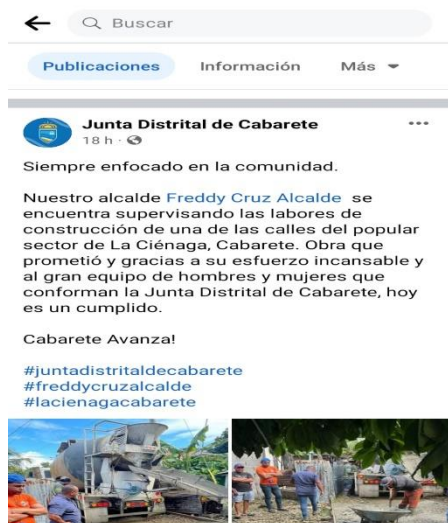 Buscar
Publicaciones Información Más
Junta Distrital de Cabarete
18 h ·
Siempre enfocado en la comunidad.
Nuestro alcalde Freddy Cruz Alcalde se
encuentra supervisando las labores de
construcción de una de las calles del popular
sector de La Ciénaga, Cabarete. Obra que
prometió y gracias a su esfuerzo incansable y
al gran equipo de hombres y mujeres que
conforman la Junta Distrital de Cabarete, hoy
es un cumplido.
Cabarete Avanza!
#juntadistritaldecabarete
#freddycruzalcalde
#lacienagacabarete